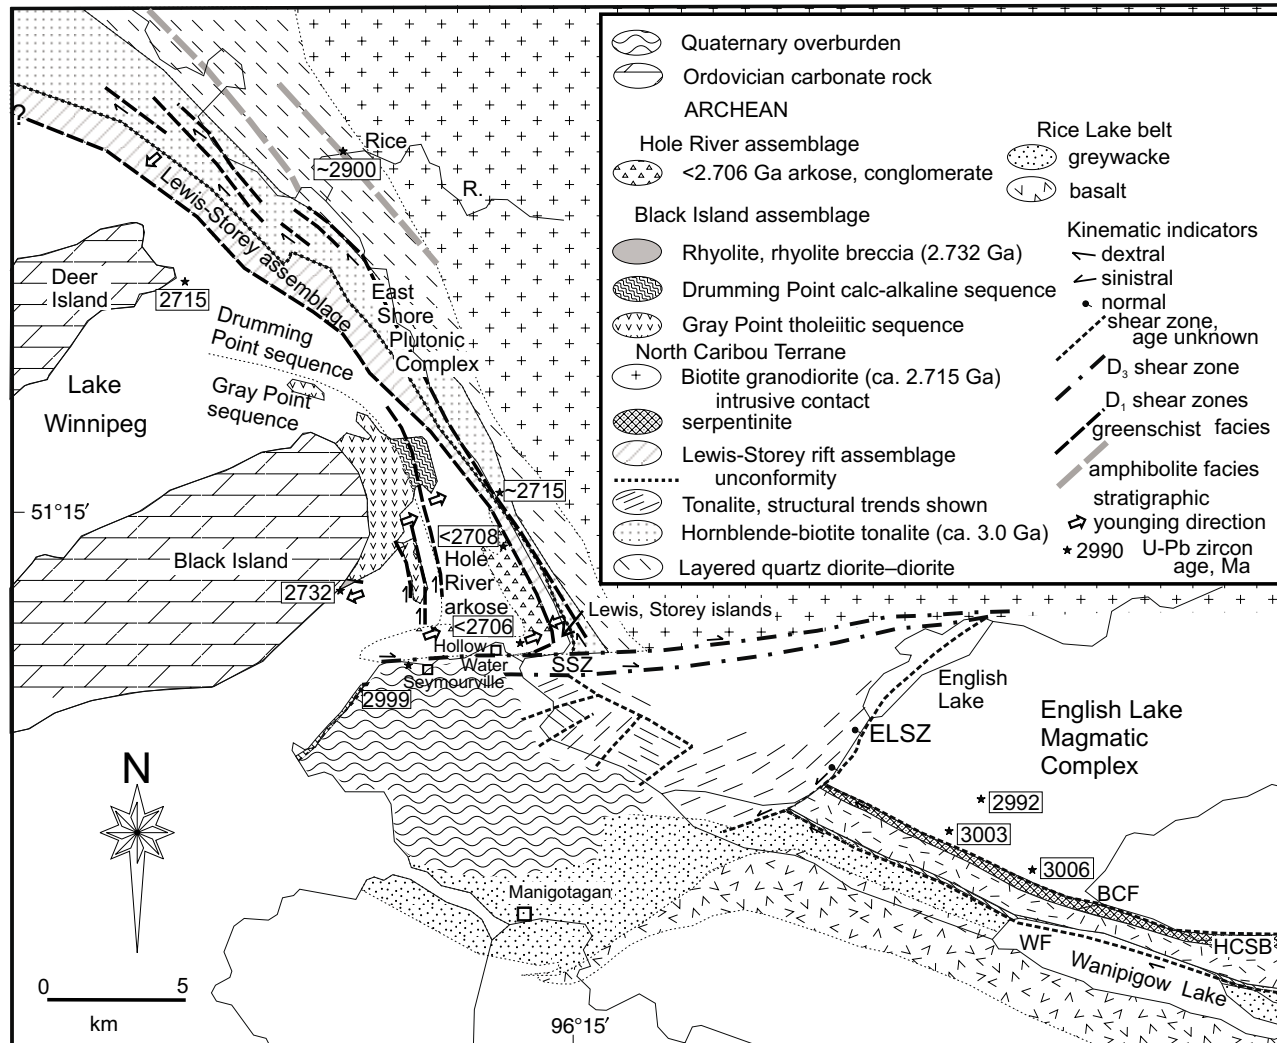 ?
Rice
~2900
R.
Lewis-Storey assemblage
Deer
Island
2715
East
Shore
Plutonic
Complex
Drumming
Point sequence
Gray Point
sequence
Lake
Winnipeg
51°15′
~2715
<2708
Hole
River
arkose
<2706
Black Island
2732
Lewis, Storey islands
Hollow
Water
Seymourville
SSZ
2999
English
Lake
ELSZ
English Lake
Magmatic
Complex
2992
3003
3006
BCF
HCSB
WF
Wanipigow Lake
Manigotagan
N
0 5
km
96°15′
Quaternary overburden
Ordovician carbonate rock
ARCHEAN
Hole River assemblage
<2.706 Ga arkose, conglomerate
Black Island assemblage
Rhyolite, rhyolite breccia (2.732 Ga)
Drumming Point calc-alkaline sequence
Gray Point tholeiitic sequence
North Caribou Terrane
Biotite granodiorite (ca. 2.715 Ga)
intrusive contact
serpentinite
Lewis-Storey rift assemblage
unconformity
Tonalite, structural trends shown
Hornblende-biotite tonalite (ca. 3.0 Ga)
Layered quartz diorite–diorite
Rice Lake belt
greywacke
basalt
Kinematic indicators
dextral
sinistral
normal
shear zone,
age unknown
D3 shear zone
D1 shear zones
greenschist facies
amphibolite facies
stratigraphic
younging direction
2990 U-Pb zircon
age, Ma